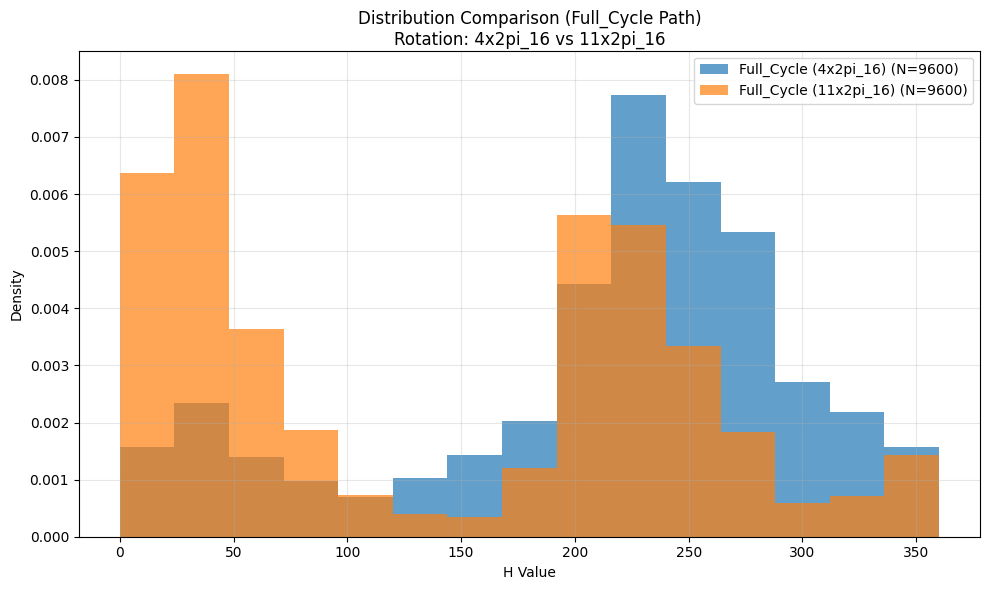 Distribution Comparison (Full_Cycle Path)
Rotation: 4x2pi_16 vs 11x2pi_16
Full_Cycle (4x2pi_16) (N=9600)
Full_Cycle (11x2pi_16) (N=9600)
Density
0.008
0.007
0.006
0.005
0.004
0.003
0.002
0.001
0.000
0
50
100
150
200
250
300
350
H Value